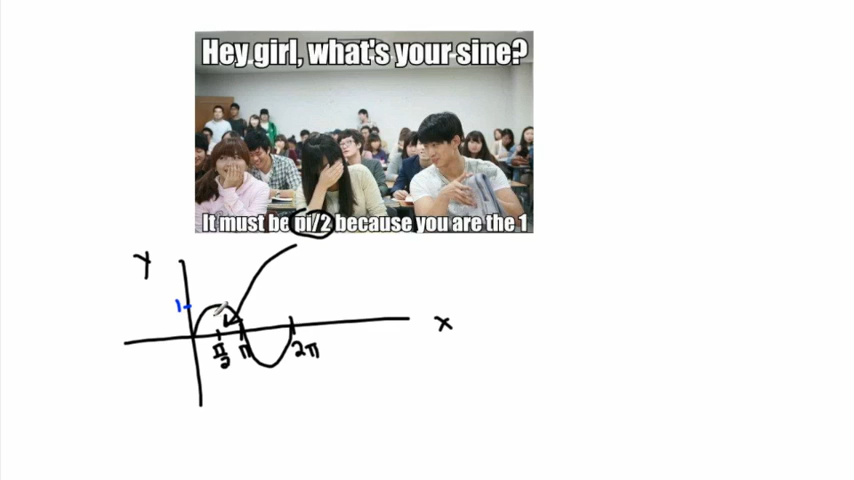 Hey girl, what's your sine?
It must be pi/2 because you are the 1
y
1
x
π/2
π
2π